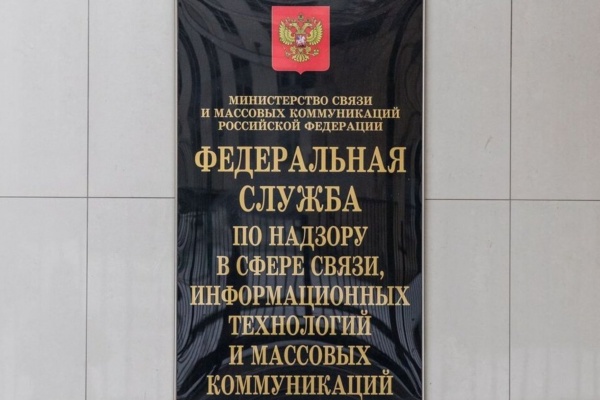 МИНИСТЕРСТВО СВЯЗИ
И МАССОВЫХ КОММУНИКАЦИЙ
РОССИЙСКОЙ ФЕДЕРАЦИИ
ФЕДЕРАЛЬНАЯ
СЛУЖБА
ПО НАДЗОРУ
В СФЕРЕ СВЯЗИ,
ИНФОРМАЦИОННЫХ
ТЕХНОЛОГИЙ
И МАССОВЫХ
КОММУНИКАЦИЙ